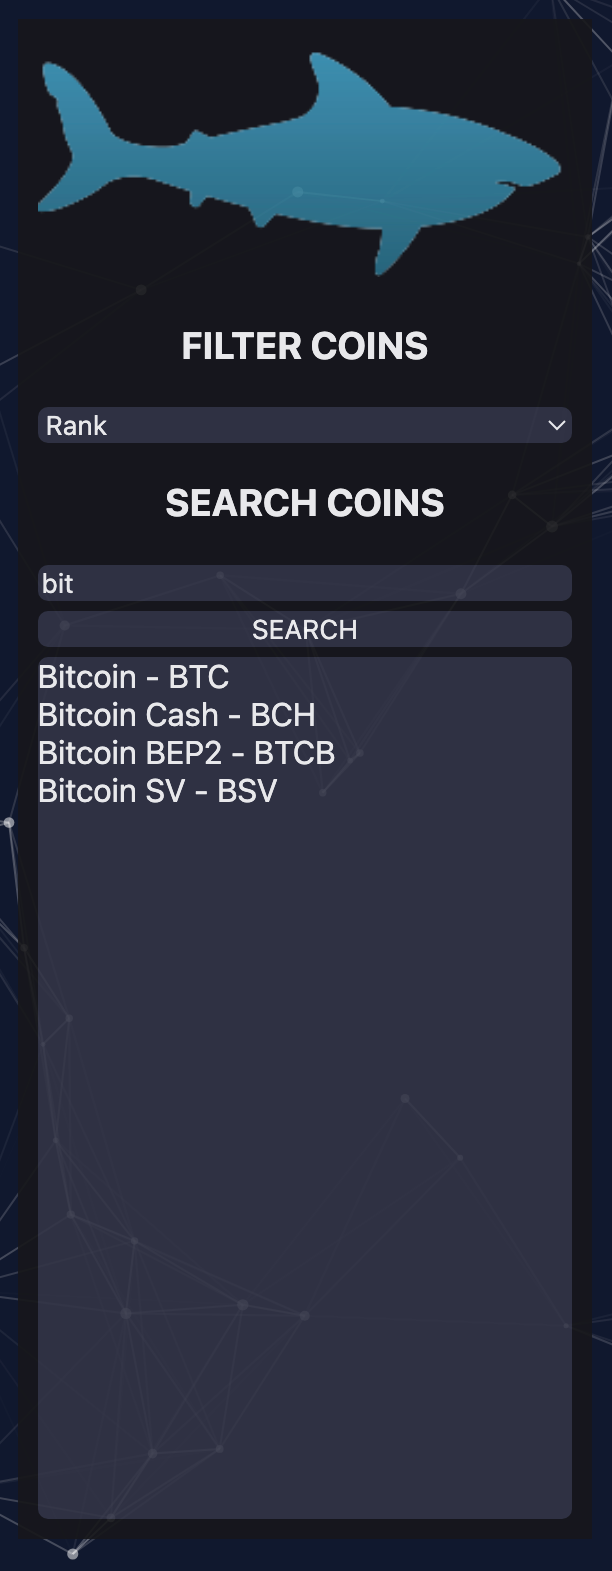 FILTER COINS
Rank
SEARCH COINS
bit
SEARCH
Bitcoin - BTC
Bitcoin Cash - BCH
Bitcoin BEP2 - BTCB
Bitcoin SV - BSV